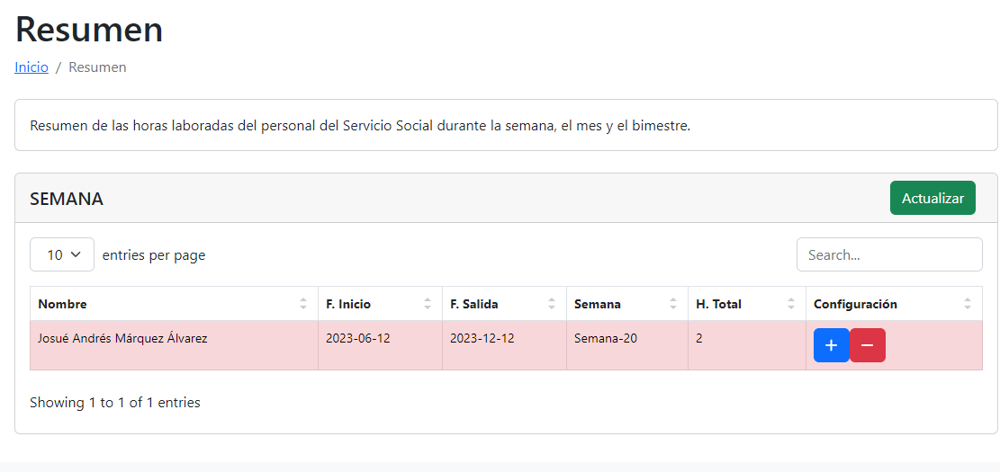 Resumen
Inicio / Resumen
Resumen de las horas laboradas del personal del Servicio Social durante la semana, el mes y el bimestre.
SEMANA
Actualizar
10 entries per page
Search...
Nombre F. Inicio F. Salida Semana H. Total Configuración
Josué Andrés Márquez Álvarez 2023-06-12 2023-12-12 Semana-20 2 + −
Showing 1 to 1 of 1 entries